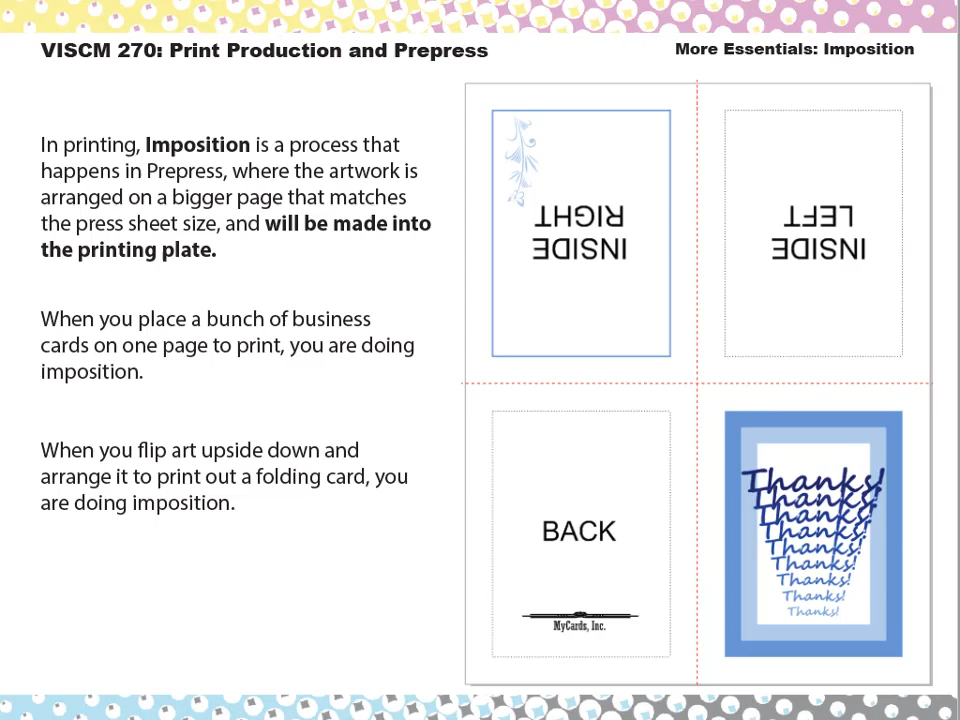 VISCM 270: Print Production and Prepress
More Essentials: Imposition
In printing, Imposition is a process that
happens in Prepress, where the artwork is
arranged on a bigger page that matches
the press sheet size, and will be made into
the printing plate.
When you place a bunch of business
cards on one page to print, you are doing
imposition.
When you flip art upside down and
arrange it to print out a folding card, you
are doing imposition.
INSIDE
RIGHT
INSIDE
LEFT
BACK
MyCards, Inc.
Thanks!
Thanks!
Thanks!
Thanks!
Thanks!
Thanks!
Thanks!
Thanks!
Thanks!